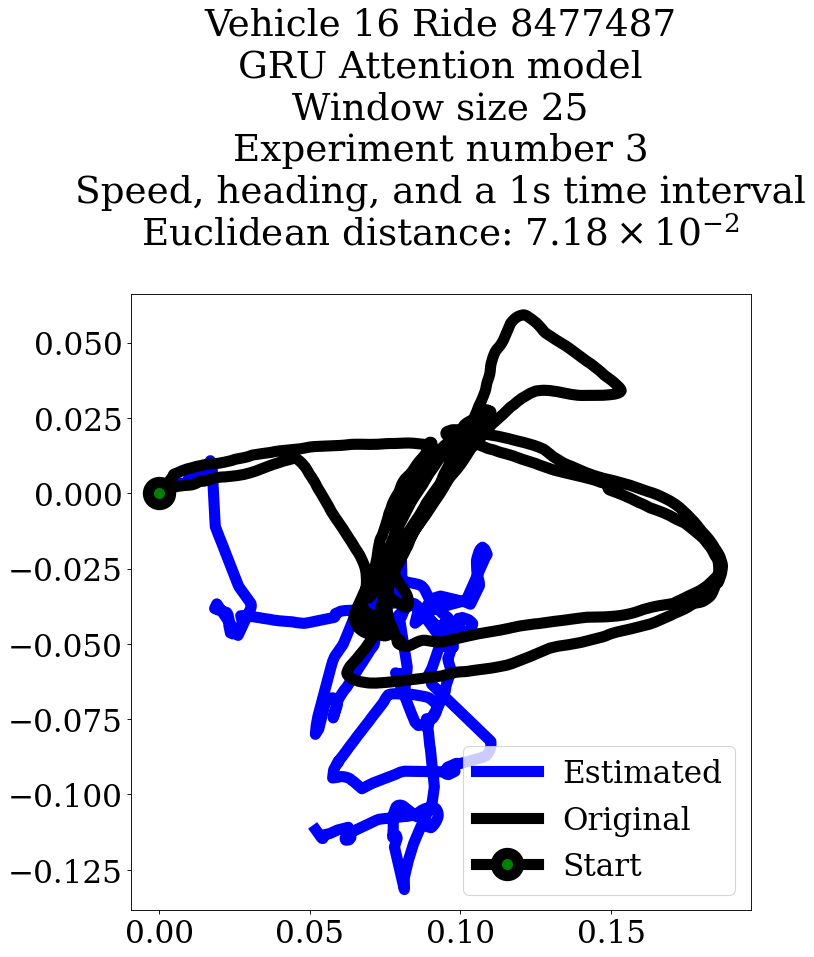 Vehicle 16 Ride 8477487
GRU Attention model
Window size 25
Experiment number 3
Speed, heading, and a 1s time interval
Euclidean distance: 7.18 × 10⁻²
0.050
0.025
0.000
−0.025
−0.050
−0.075
−0.100
−0.125
0.00 0.05 0.10 0.15
Estimated
Original
Start